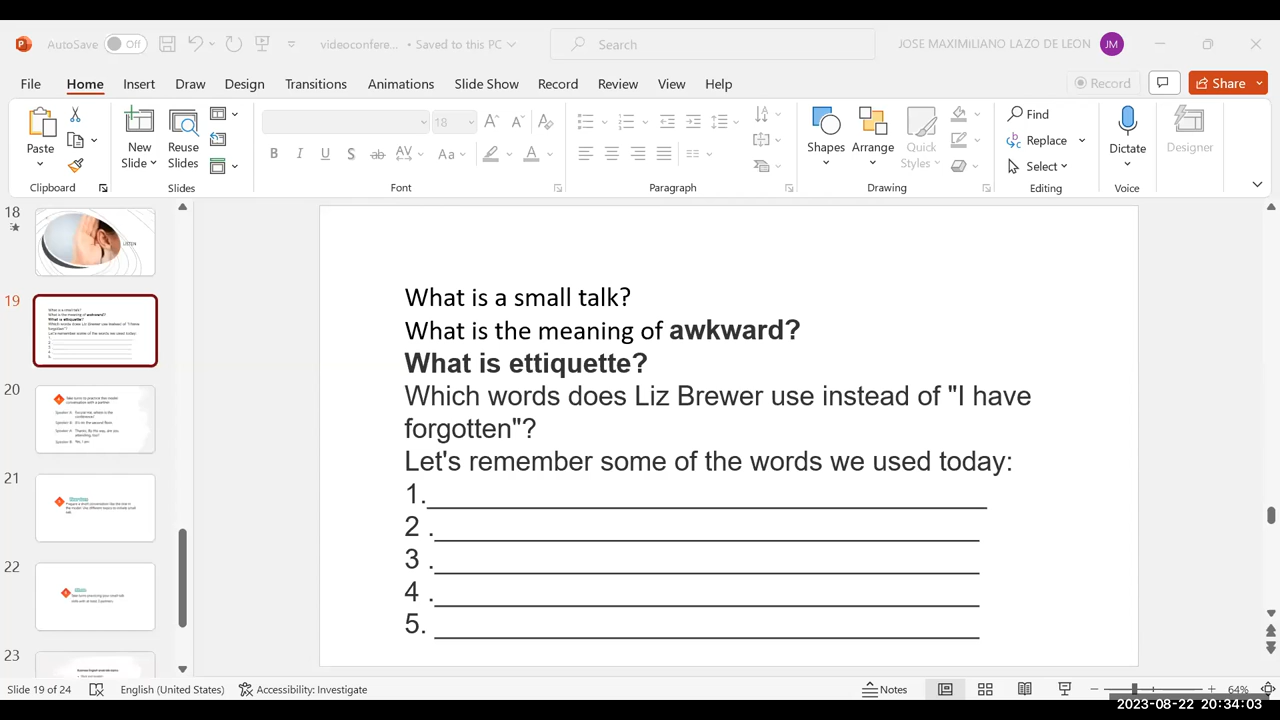 AutoSave Off videoconfere... • Saved to this PC Search JOSE MAXIMILIANO LAZO DE LEON JM
File Home Insert Draw Design Transitions Animations Slide Show Record Review View Help Record Share
Paste New Slide Reuse Slides 18 Shapes Arrange Quick Styles Find Replace Select Dictate Designer
Clipboard Slides Font Paragraph Drawing Editing Voice
18
LISTEN
19
What is a small talk?
What is the meaning of awkward?
What is ettiquette?
Which words does Liz Brewer use instead of "I have
forgotten"?
Let's remember some of the words we used today:
1.
2 .
3 .
4 .
5.
20
21
22
23
Slide 19 of 24 English (United States) Accessibility: Investigate Notes 64%
2023-08-22 20:34:03